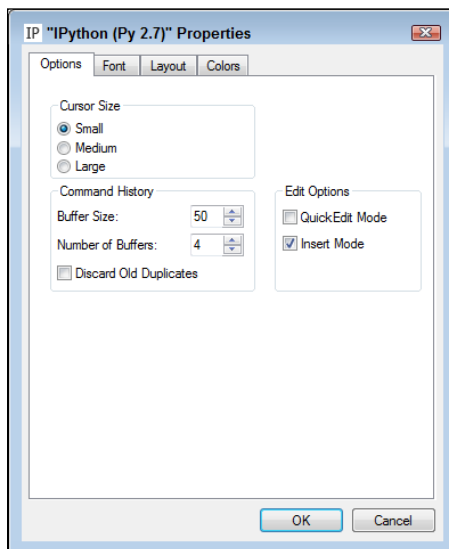 IP "IPython (Py 2.7)" Properties
Options Font Layout Colors
Cursor Size
Small
Medium
Large
Command History
Buffer Size: 50
Number of Buffers: 4
Discard Old Duplicates
Edit Options
QuickEdit Mode
Insert Mode
OK Cancel